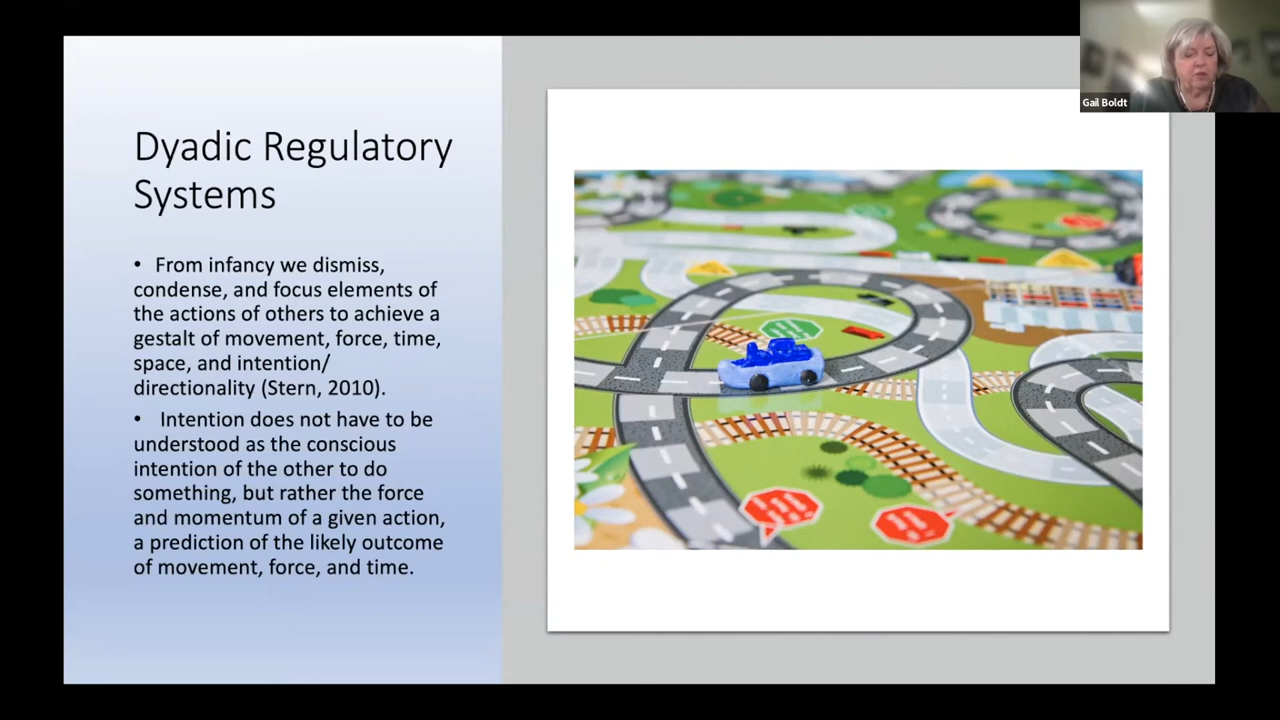 Dyadic Regulatory
Systems
• From infancy we dismiss,
condense, and focus elements of
the actions of others to achieve a
gestalt of movement, force, time,
space, and intention/
directionality (Stern, 2010).
• Intention does not have to be
understood as the conscious
intention of the other to do
something, but rather the force
and momentum of a given action,
a prediction of the likely outcome
of movement, force, and time.
Gail Boldt